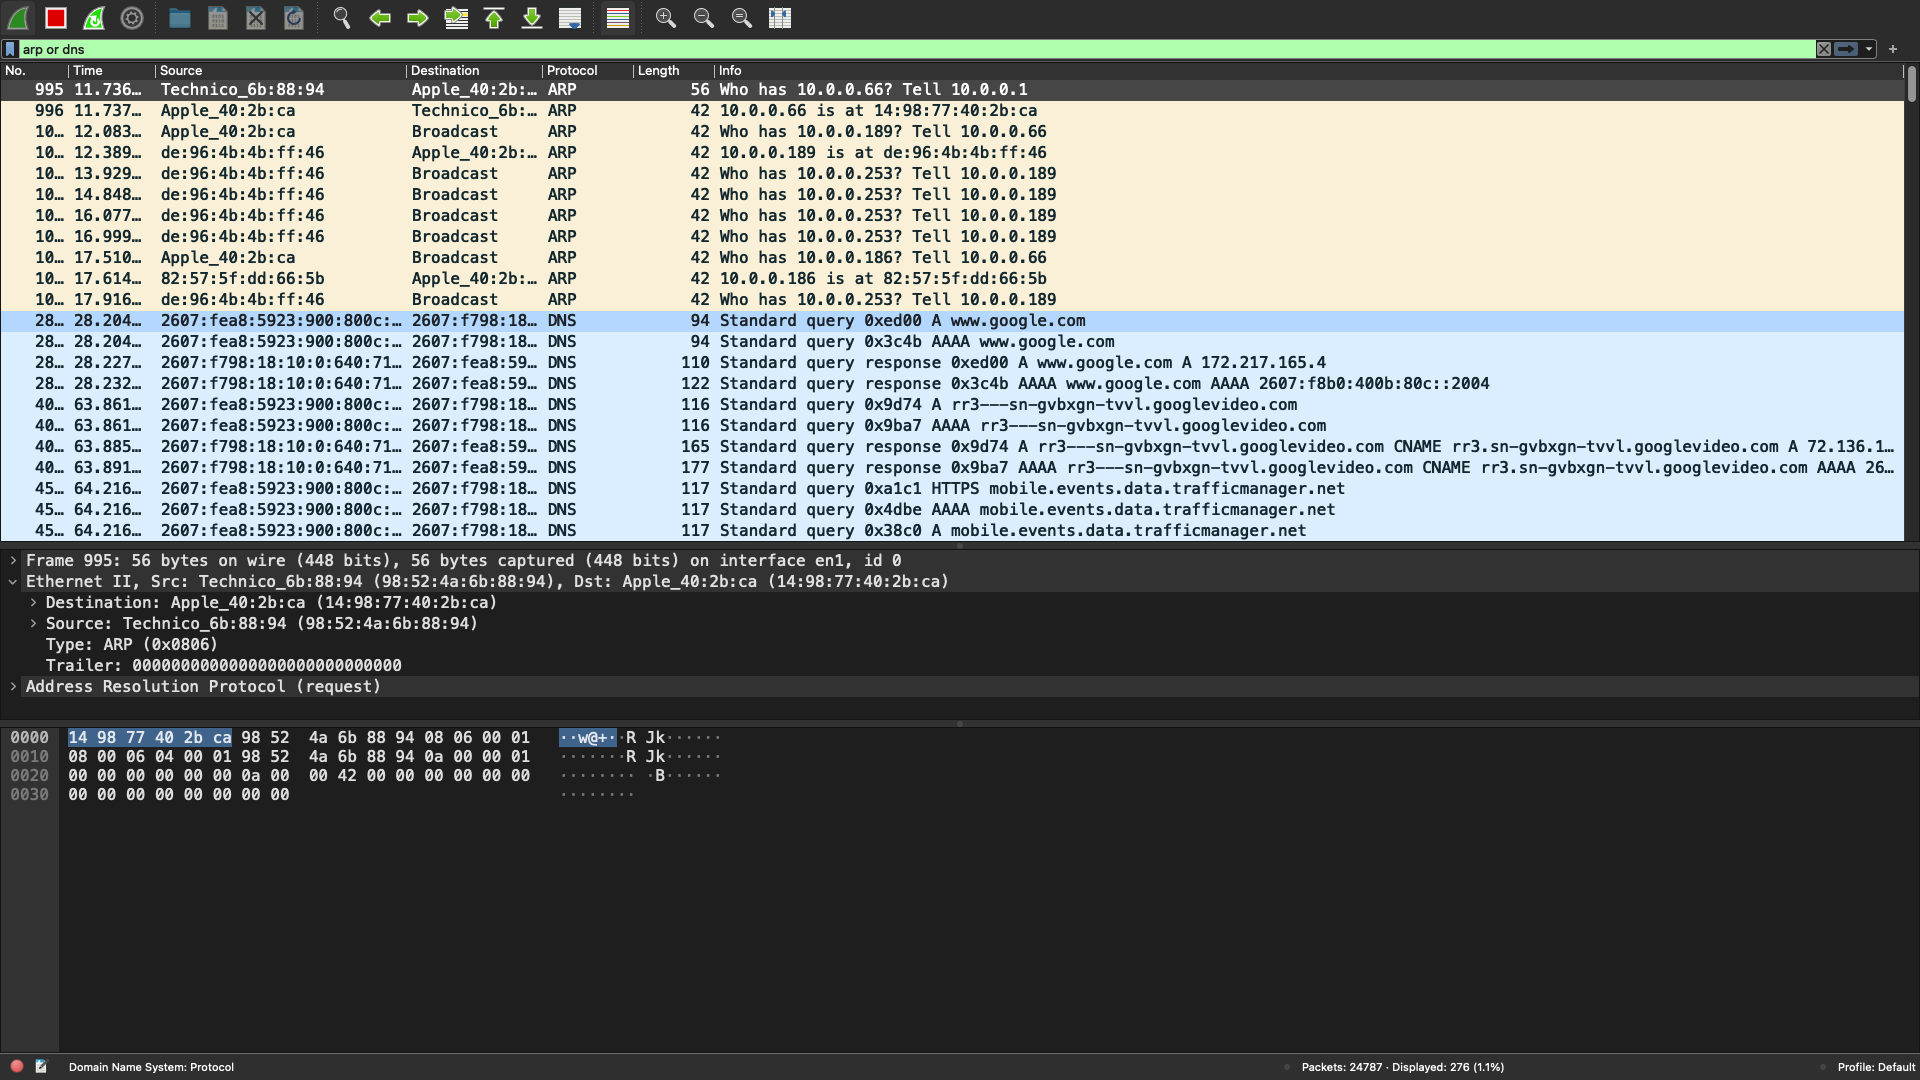 arp or dns
No. Time Source Destination Protocol Length Info
995 11.736… Technico_6b:88:94 Apple_40:2b:… ARP 56 Who has 10.0.0.66? Tell 10.0.0.1
996 11.737… Apple_40:2b:ca Technico_6b:… ARP 42 10.0.0.66 is at 14:98:77:40:2b:ca
10… 12.083… Apple_40:2b:ca Broadcast ARP 42 Who has 10.0.0.189? Tell 10.0.0.66
10… 12.389… de:96:4b:4b:ff:46 Apple_40:2b:… ARP 42 10.0.0.189 is at de:96:4b:4b:ff:46
10… 13.929… de:96:4b:4b:ff:46 Broadcast ARP 42 Who has 10.0.0.253? Tell 10.0.0.189
10… 14.848… de:96:4b:4b:ff:46 Broadcast ARP 42 Who has 10.0.0.253? Tell 10.0.0.189
10… 16.077… de:96:4b:4b:ff:46 Broadcast ARP 42 Who has 10.0.0.253? Tell 10.0.0.189
10… 16.999… de:96:4b:4b:ff:46 Broadcast ARP 42 Who has 10.0.0.253? Tell 10.0.0.189
10… 17.510… Apple_40:2b:ca Broadcast ARP 42 Who has 10.0.0.186? Tell 10.0.0.66
10… 17.614… 82:57:5f:dd:66:5b Apple_40:2b:… ARP 42 10.0.0.186 is at 82:57:5f:dd:66:5b
10… 17.916… de:96:4b:4b:ff:46 Broadcast ARP 42 Who has 10.0.0.253? Tell 10.0.0.189
28… 28.204… 2607:fea8:5923:900:800c:… 2607:f798:18… DNS 94 Standard query 0xed00 A www.google.com
28… 28.204… 2607:fea8:5923:900:800c:… 2607:f798:18… DNS 94 Standard query 0x3c4b AAAA www.google.com
28… 28.227… 2607:f798:18:10:0:640:71… 2607:fea8:59… DNS 110 Standard query response 0xed00 A www.google.com A 172.217.165.4
28… 28.232… 2607:f798:18:10:0:640:71… 2607:fea8:59… DNS 122 Standard query response 0x3c4b AAAA www.google.com AAAA 2607:f8b0:400b:80c::2004
40… 63.861… 2607:fea8:5923:900:800c:… 2607:f798:18… DNS 116 Standard query 0x9d74 A rr3---sn-gvbxgn-tvvl.googlevideo.com
40… 63.861… 2607:fea8:5923:900:800c:… 2607:f798:18… DNS 116 Standard query 0x9ba7 AAAA rr3---sn-gvbxgn-tvvl.googlevideo.com
40… 63.885… 2607:f798:18:10:0:640:71… 2607:fea8:59… DNS 165 Standard query response 0x9d74 A rr3---sn-gvbxgn-tvvl.googlevideo.com CNAME rr3.sn-gvbxgn-tvvl.googlevideo.com A 72.136.1…
40… 63.891… 2607:f798:18:10:0:640:71… 2607:fea8:59… DNS 177 Standard query response 0x9ba7 AAAA rr3---sn-gvbxgn-tvvl.googlevideo.com CNAME rr3.sn-gvbxgn-tvvl.googlevideo.com AAAA 26…
45… 64.216… 2607:fea8:5923:900:800c:… 2607:f798:18… DNS 117 Standard query 0xa1c1 HTTPS mobile.events.data.trafficmanager.net
45… 64.216… 2607:fea8:5923:900:800c:… 2607:f798:18… DNS 117 Standard query 0x4dbe AAAA mobile.events.data.trafficmanager.net
45… 64.216… 2607:fea8:5923:900:800c:… 2607:f798:18… DNS 117 Standard query 0x38c0 A mobile.events.data.trafficmanager.net
Frame 995: 56 bytes on wire (448 bits), 56 bytes captured (448 bits) on interface en1, id 0
Ethernet II, Src: Technico_6b:88:94 (98:52:4a:6b:88:94), Dst: Apple_40:2b:ca (14:98:77:40:2b:ca)
Destination: Apple_40:2b:ca (14:98:77:40:2b:ca)
Source: Technico_6b:88:94 (98:52:4a:6b:88:94)
Type: ARP (0x0806)
Trailer: 0000000000000000000000000000
Address Resolution Protocol (request)
0000 14 98 77 40 2b ca 98 52 4a 6b 88 94 08 06 00 01 ··w@+··R Jk······
0010 08 00 06 04 00 01 98 52 4a 6b 88 94 0a 00 00 01 ·······R Jk······
0020 00 00 00 00 00 00 0a 00 00 42 00 00 00 00 00 00 ········ ·B······
0030 00 00 00 00 00 00 00 00 ········
Domain Name System: Protocol
Packets: 24787 · Displayed: 276 (1.1%)
Profile: Default